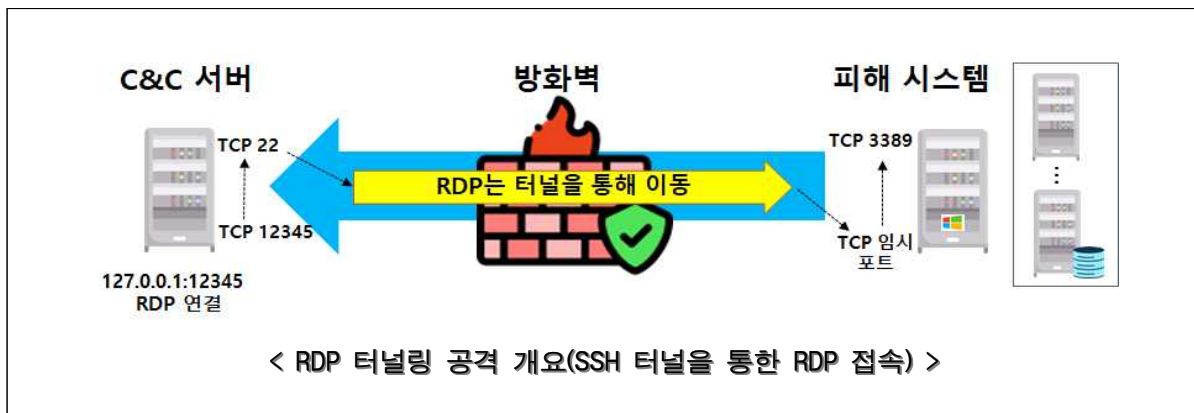 C&C 서버
방화벽
피해 시스템
TCP 22
TCP 3389
RDP는 터널을 통해 이동
TCP 12345
TCP 임시
포트
127.0.0.1:12345
RDP 연결
< RDP 터널링 공격 개요(SSH 터널을 통한 RDP 접속) >